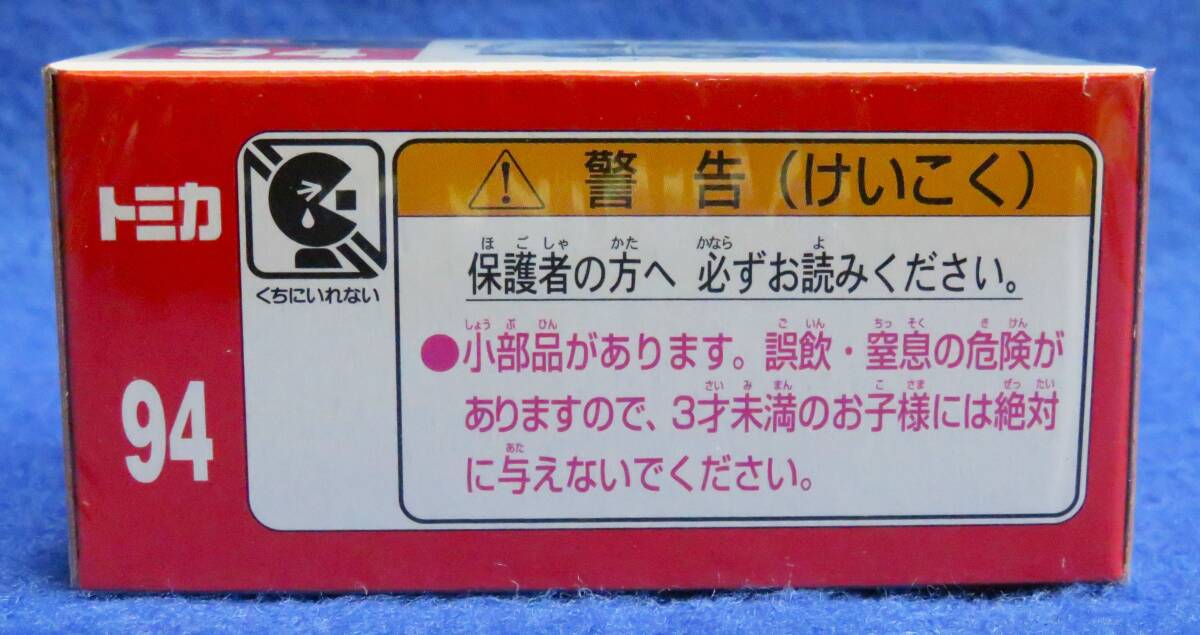 94
トミカ
94
くちにいれない
警告(けいこく)
ほごしゃ かた かなら よ
保護者の方へ 必ずお読みください。
しょうぶひん ごいん ちっそく きけん
●小部品があります。誤飲・窒息の危険が
さいみまん こさま ぜったい
ありますので、3才未満のお子様には絶対
あた
に与えないでください。